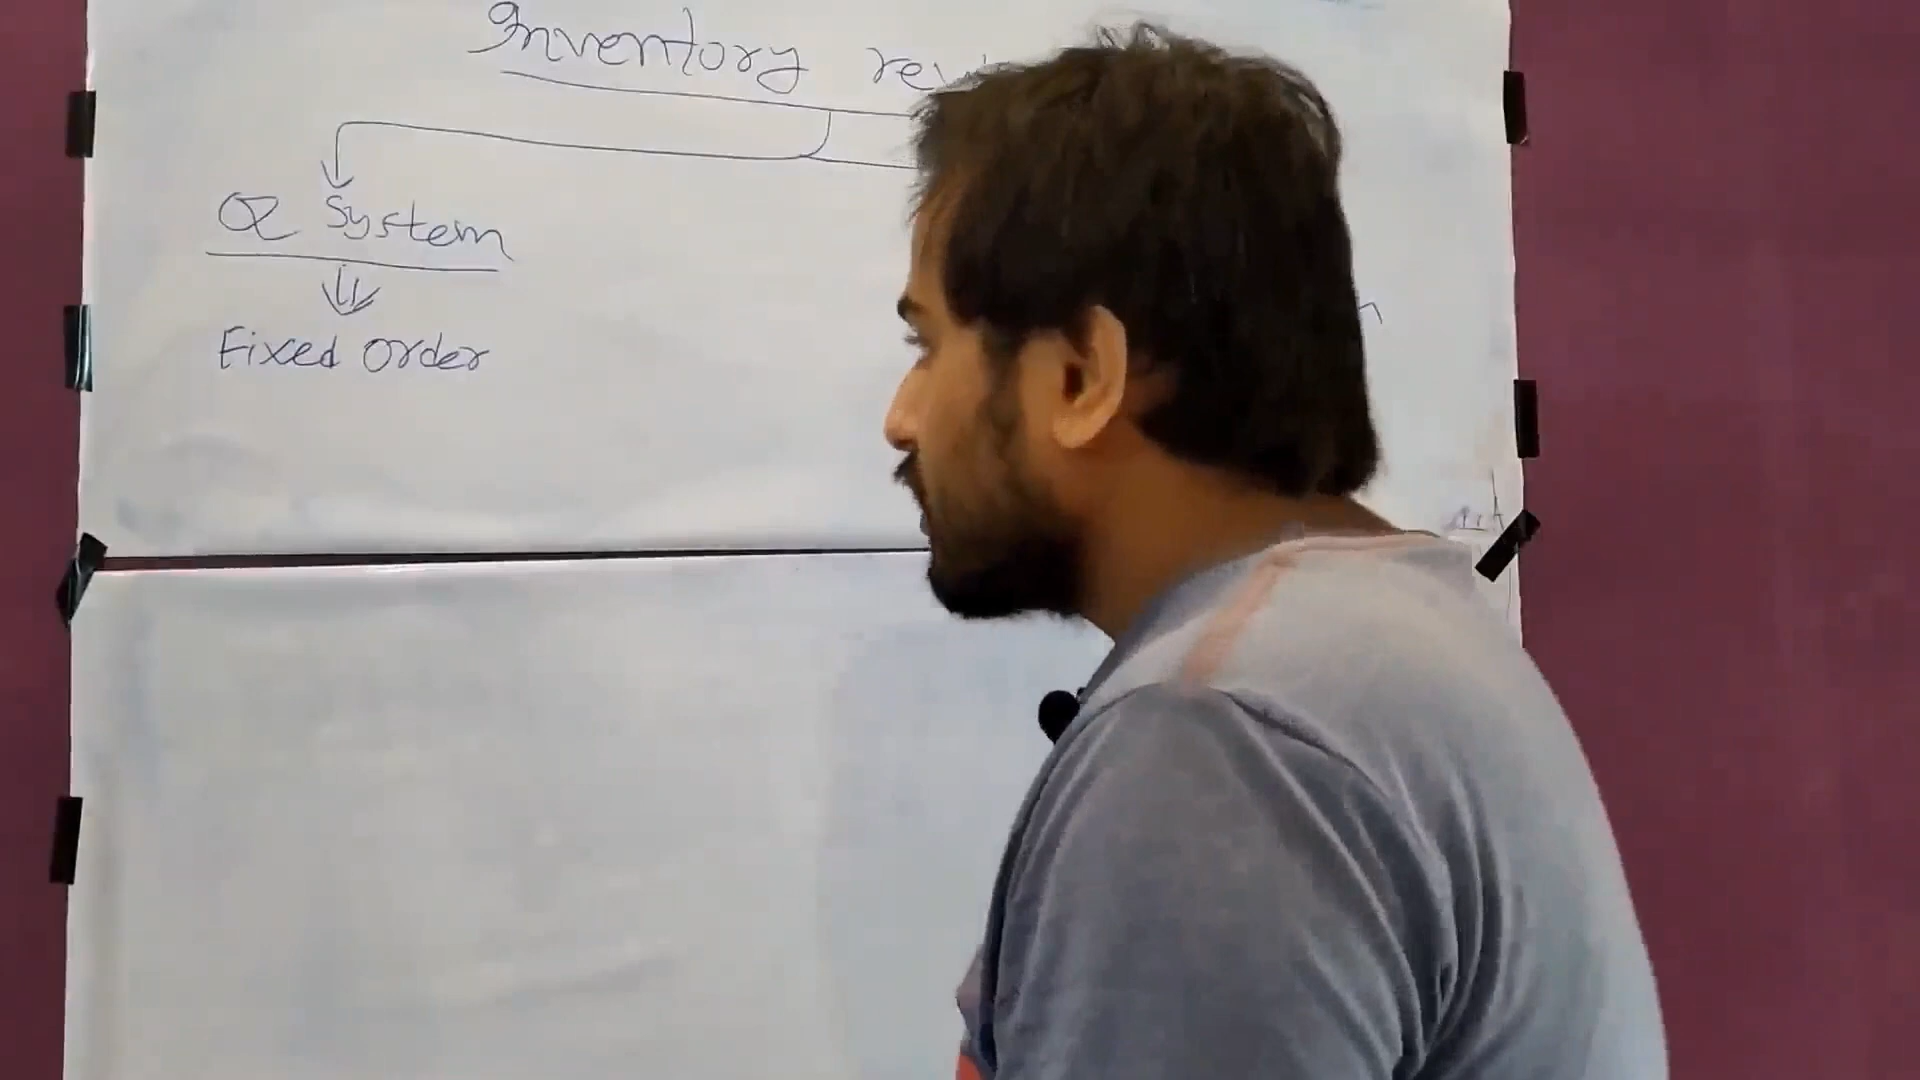 Inventory
Q System
Fixed Order